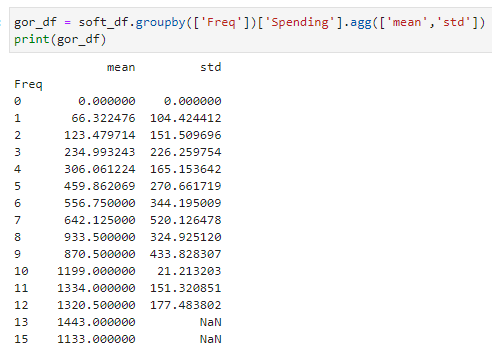 gor_df = soft_df.groupby(['Freq'])['Spending'].agg(['mean','std'])
print(gor_df)
mean std
Freq
0 0.000000 0.000000
1 66.322476 104.424412
2 123.479714 151.509696
3 234.993243 226.259754
4 306.061224 165.153642
5 459.862069 270.661719
6 556.750000 344.195009
7 642.125000 520.126478
8 933.500000 324.925120
9 870.500000 433.828307
10 1199.000000 21.213203
11 1334.000000 151.320851
12 1320.500000 177.483802
13 1443.000000 NaN
15 1133.000000 NaN